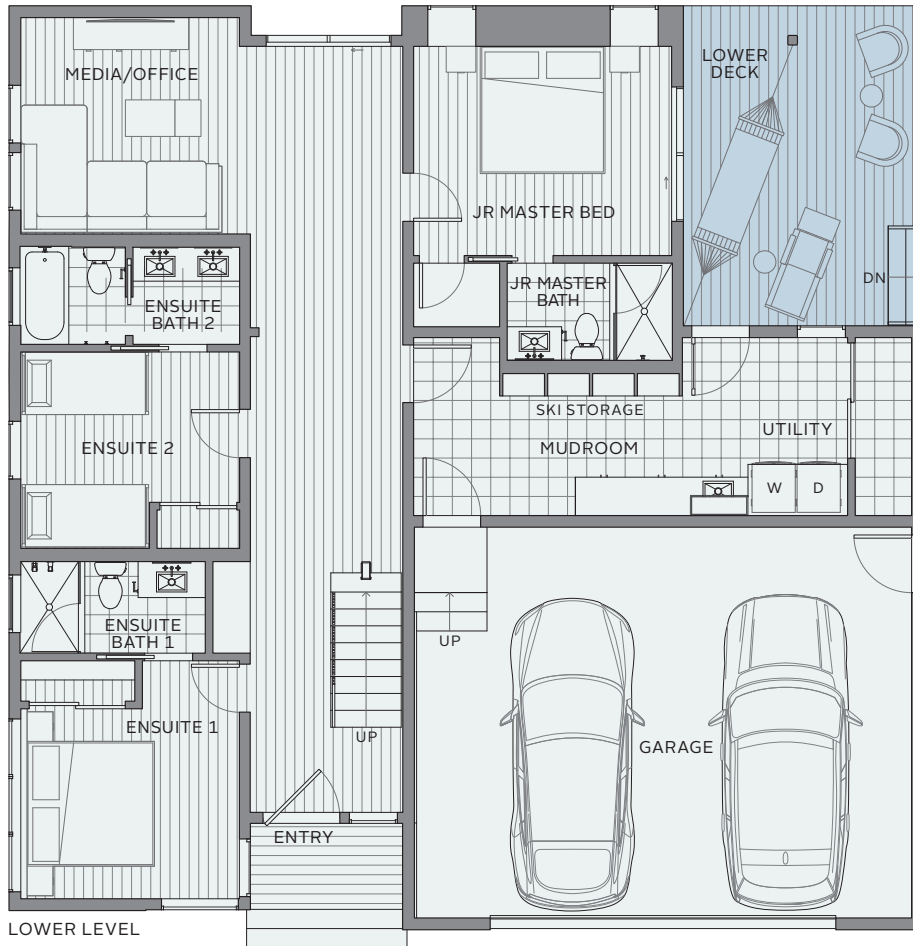 MEDIA/OFFICE
LOWER
DECK
JR MASTER BED
DN
JR MASTER
BATH
ENSUITE
BATH 2
SKI STORAGE
UTILITY
MUDROOM
ENSUITE 2
W
D
ENSUITE
BATH 1
UP
ENSUITE 1
UP
GARAGE
ENTRY
LOWER LEVEL